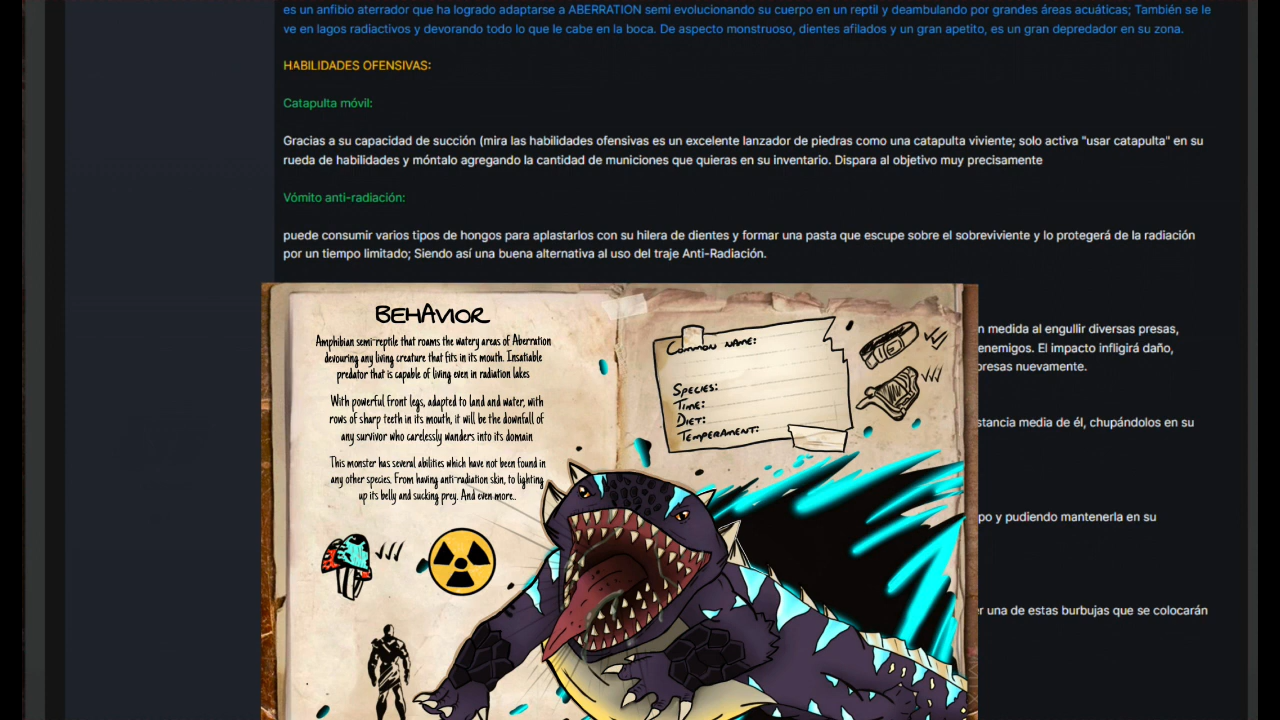 es un anfibio aterrador que ha logrado adaptarse a ABERRATION semi evolucionando su cuerpo en un reptil y deambulando por grandes áreas acuáticas; También se le
ve en lagos radiactivos y devorando todo lo que le cabe en la boca. De aspecto monstruoso, dientes afilados y un gran apetito, es un gran depredador en su zona.
HABILIDADES OFENSIVAS:
Catapulta móvil:
Gracias a su capacidad de succión (mira las habilidades ofensivas es un excelente lanzador de piedras como una catapulta viviente; solo activa "usar catapulta" en su
rueda de habilidades y móntalo agregando la cantidad de municiones que quieras en su inventario. Dispara al objetivo muy precisamente
Vómito anti-radiación:
puede consumir varios tipos de hongos para aplastarlos con su hilera de dientes y formar una pasta que escupe sobre el sobreviviente y lo protegerá de la radiación
por un tiempo limitado; Siendo así una buena alternativa al uso del traje Anti-Radiación.
n medida al engullir diversas presas,
enemigos. El impacto infligirá daño,
presas nuevamente.
stancia media de él, chupándolos en su
po y pudiendo mantenerla en su
er una de estas burbujas que se colocarán
BEHAVIOR
Amphibian semi-reptile that roams the watery areas of Aberration
devouring any living creature that fits in its mouth. Insatiable
predator that is capable of living even in radiation lakes
With powerful front legs, adapted to land and water, with
rows of sharp teeth in its mouth, it will be the downfall of
any survivor who carelessly wanders into its domain
This monster has several abilities which have not been found in
any other species. From having anti-radiation skin, to lighting
up its belly and sucking prey. And even more..
Common name:
Species:
Time:
Diet:
Temperament: